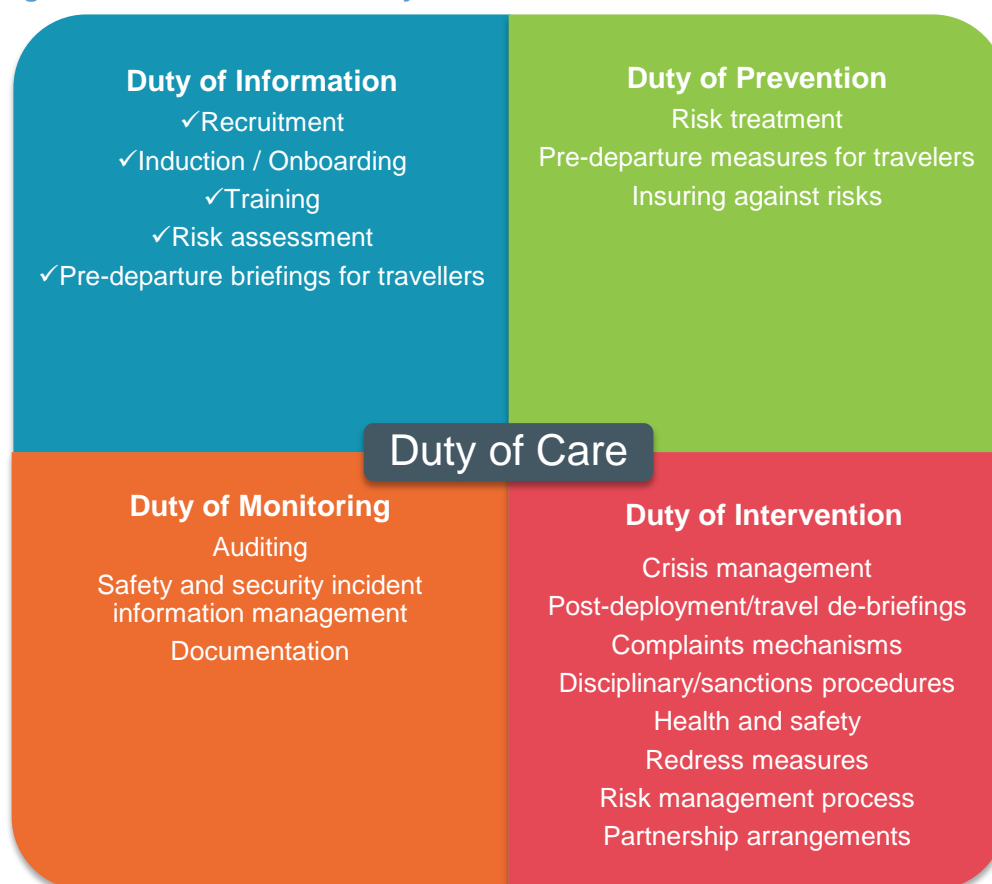 Duty of Information
✓Recruitment
✓Induction / Onboarding
✓Training
✓Risk assessment
✓Pre-departure briefings for travellers
Duty of Prevention
Risk treatment
Pre-departure measures for travelers
Insuring against risks
Duty of Care
Duty of Monitoring
Auditing
Safety and security incident
information management
Documentation
Duty of Intervention
Crisis management
Post-deployment/travel de-briefings
Complaints mechanisms
Disciplinary/sanctions procedures
Health and safety
Redress measures
Risk management process
Partnership arrangements